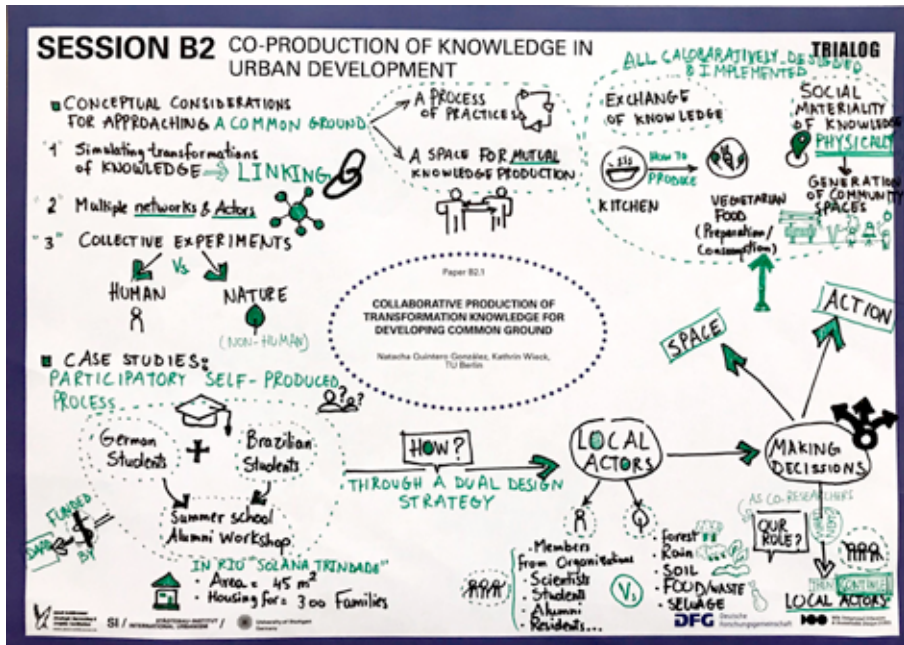 SESSION B2
CO-PRODUCTION OF KNOWLEDGE IN
URBAN DEVELOPMENT
TRIALOG
CONCEPTUAL CONSIDERATIONS
FOR APPROACHING A COMMON GROUND
A PROCESS
OF PRACTICES
A SPACE FOR MUTUAL
KNOWLEDGE PRODUCTION
"1" Simulating transformations
OF KNOWLEDGE LINKING
"2" Multiple networks & Actors
"3" COLLECTIVE EXPERIMENTS
HUMAN
Vs
NATURE
(NON-HUMAN)
ALL CALOBARATIVELY DESIGNED
& IMPLEMENTED
EXCHANGE
OF KNOWLEDGE
KITCHEN
HOW TO
PRODUCE
VEGETARIAN
FOOD
(Preparation/
Consumption)
SOCIAL
MATERIALITY
OF KNOWLEDGE
PHYSICALLY
GENERATION
OF COMMUNITY
SPACES
Paper B2.1
COLLABORATIVE PRODUCTION OF
TRANSFORMATION KNOWLEDGE FOR
DEVELOPING COMMON GROUND
Natacha Quintero González, Kathrin Wieck,
TU Berlin
CASE STUDIES:
PARTICIPATORY SELF-PRODUCED
PROCESS
German
Students
+
Brazilian
Students
Summer school
Alumni Workshop
FUNDED
BY
DAAD
IN RIO "SOLANA TRINDADE"
• Area = 45 m²
• Housing for = 300 Families
HOW?
THROUGH A DUAL DESIGN
STRATEGY
LOCAL
ACTORS
• Members
from Organizations
• Scientists
• Students
• Alumni
• Residents...
Vs
• Forest
• Rain
• SOIL
• FOOD/WASTE
• SEWAGE
SPACE
ACTION
MAKING
DECISSIONS
OUR
ROLE?
AS CO. RESEARCHERS
THEN CONTINUE
LOCAL ACTORS
SI /
STÄDTEBAU-INSTITUT /
INTERNATIONAL URBANISM /
University of Stuttgart
Germany
DFG Deutsche
Forschungsgemeinschaft